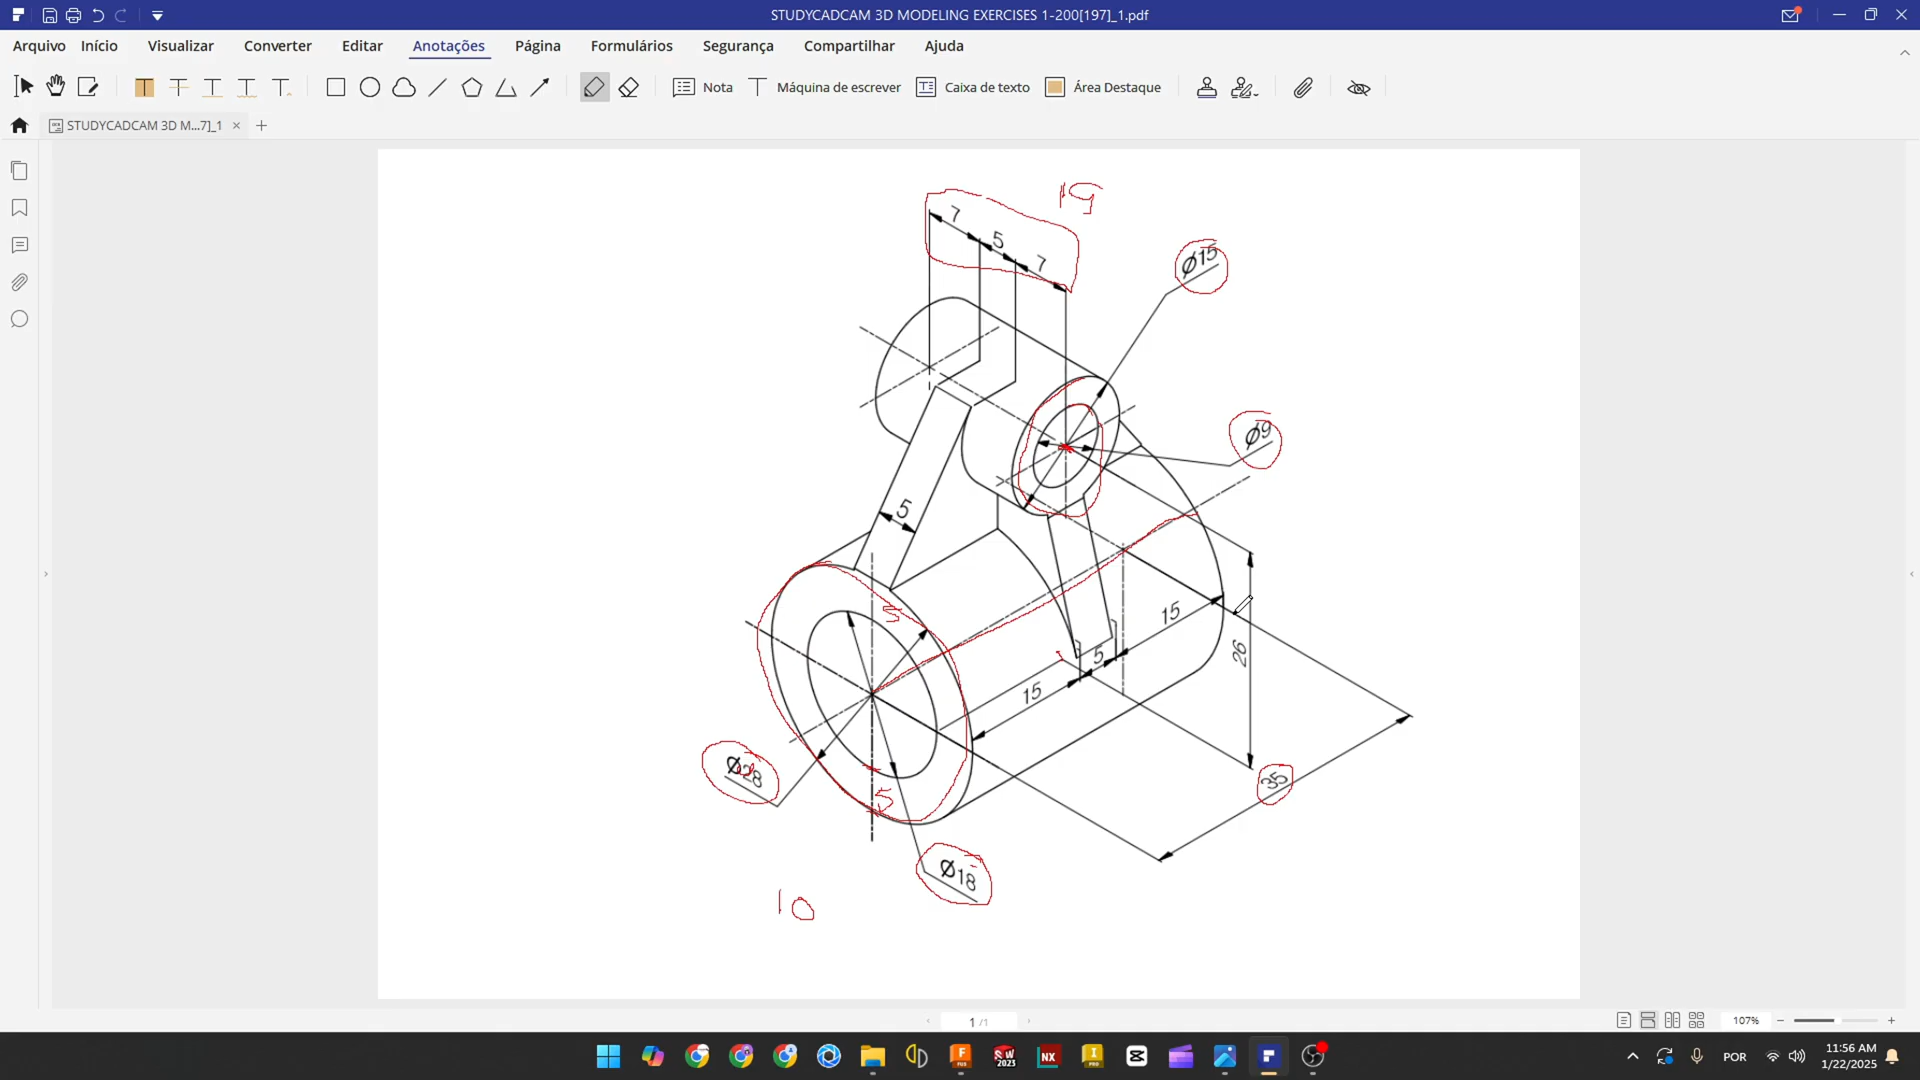 STUDYCADCAM 3D MODELING EXERCISES 1-200[197]_1.pdf
Arquivo Início Visualizar Converter Editar Anotações Página Formulários Segurança Compartilhar Ajuda
Nota Máquina de escrever Caixa de texto Área Destaque
STUDYCADCAM 3D M...7]_1
19
7
5
7
Ø15
Ø9
5
5
15
26
5
15
Ø28
35
5
Ø18
10
1 /1
107%
POR
11:56 AM
1/22/2025